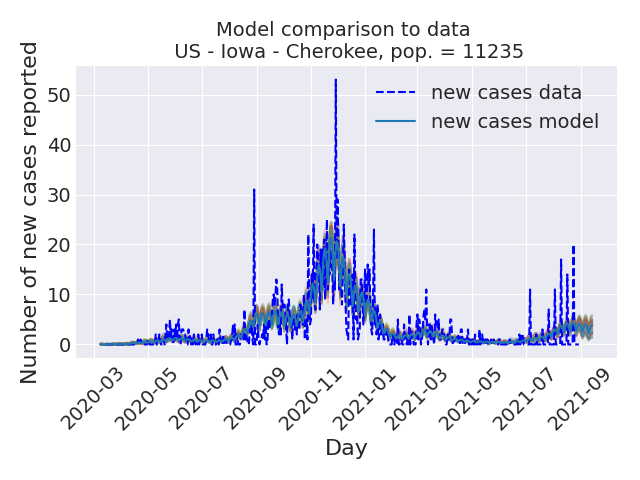 Model comparison to data
US - Iowa - Cherokee, pop. = 11235
Number of new cases reported
50
40
30
20
10
0
new cases data
new cases model
2020-03
2020-05
2020-07
2020-09
2020-11
2021-01
2021-03
2021-05
2021-07
2021-09
Day